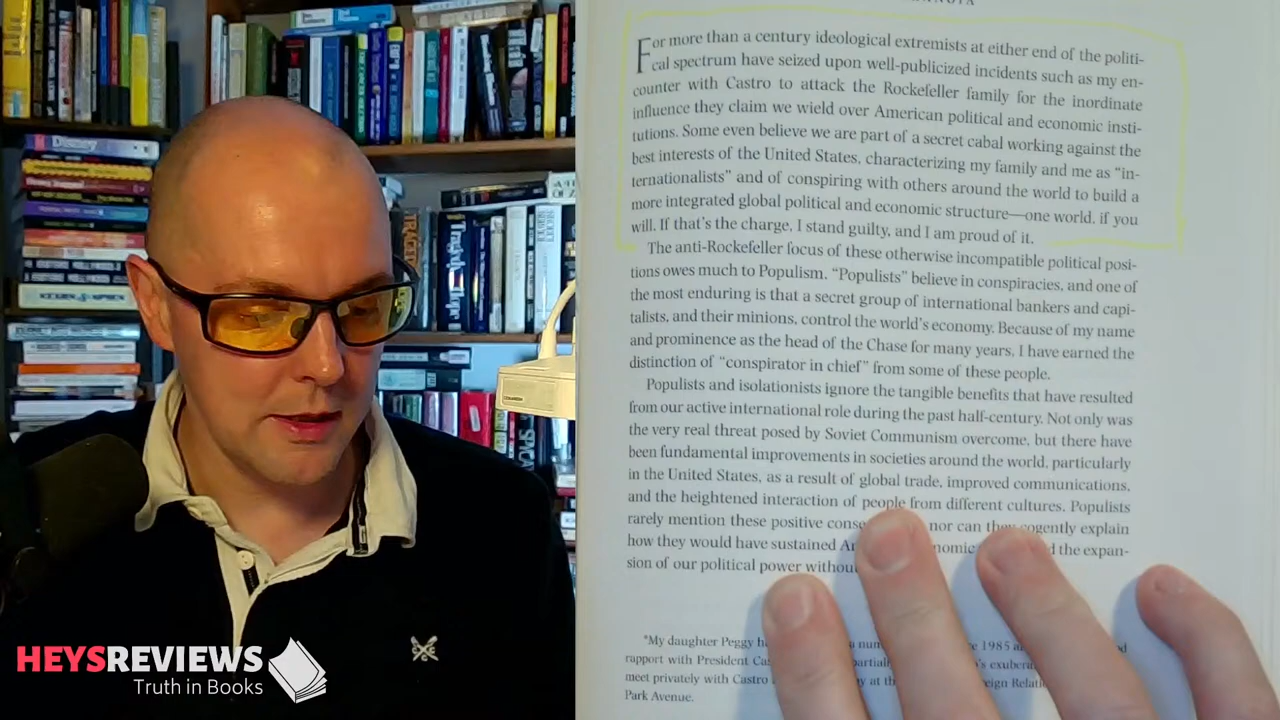 For more than a century ideological extremists at either end of the politi-
cal spectrum have seized upon well-publicized incidents such as my en-
counter with Castro to attack the Rockefeller family for the inordinate
influence they claim we wield over American political and economic insti-
tutions. Some even believe we are part of a secret cabal working against the
best interests of the United States, characterizing my family and me as “in-
ternationalists” and of conspiring with others around the world to build a
more integrated global political and economic structure—one world, if you
will. If that’s the charge, I stand guilty, and I am proud of it.
The anti-Rockefeller focus of these otherwise incompatible political posi-
tions owes much to Populism. “Populists” believe in conspiracies, and one of
the most enduring is that a secret group of international bankers and capi-
talists, and their minions, control the world’s economy. Because of my name
and prominence as the head of the Chase for many years, I have earned the
distinction of “conspirator in chief” from some of these people.
Populists and isolationists ignore the tangible benefits that have resulted
from our active international role during the past half-century. Not only was
the very real threat posed by Soviet Communism overcome, but there have
been fundamental improvements in societies around the world, particularly
in the United States, as a result of global trade, improved communications,
and the heightened interaction of people from different cultures. Populists
rarely mention these positive nor can they cogently explain
how they would have sustained the expan-
sion of our political power
*My daughter Peggy 1985
rapport with President
meet privately with Castro at
Park Avenue.
HEYSREVIEWS
Truth in Books